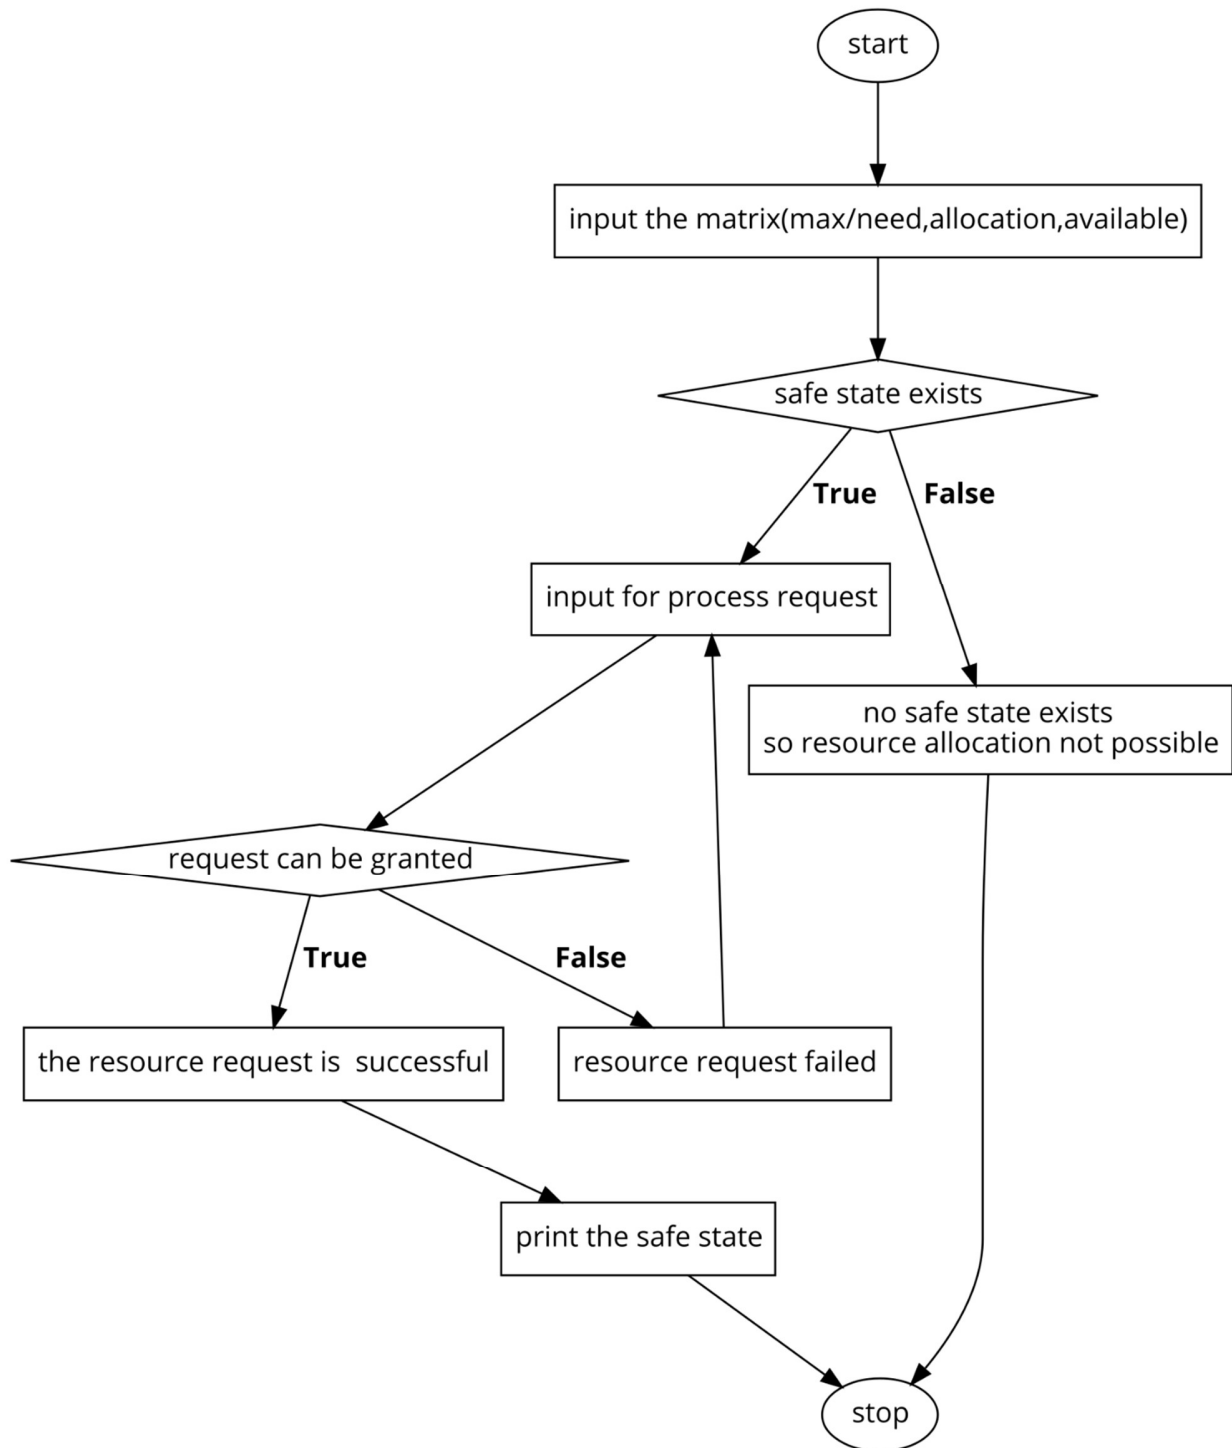 start
input the matrix(max/need,allocation,available)
safe state exists
True
False
input for process request
no safe state exists
so resource allocation not possible
request can be granted
True
False
the resource request is  successful
resource request failed
print the safe state
stop